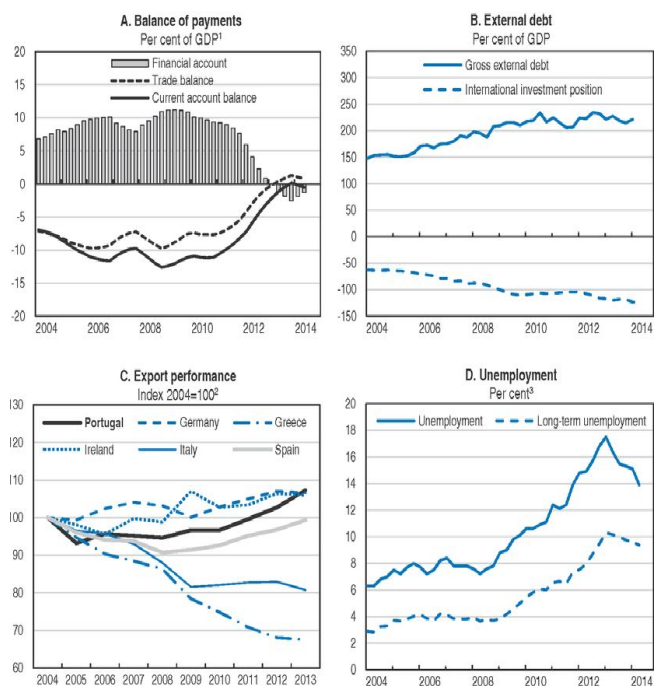 A. Balance of payments
Per cent of GDP¹
20
15
10
5
0
-5
-10
-15
-20
Financial account
Trade balance
Current account balance
2004 2006 2008 2010 2012 2014
B. External debt
Per cent of GDP
350
300
250
200
150
100
50
0
-50
-100
-150
Gross external debt
International investment position
2004 2006 2008 2010 2012 2014
C. Export performance
Index 2004=100²
130
120
110
100
90
80
70
60
Portugal Germany Greece
Ireland Italy Spain
2004 2005 2006 2007 2008 2009 2010 2011 2012 2013
D. Unemployment
Per cent³
20
18
16
14
12
10
8
6
4
2
0
Unemployment Long-term unemployment
2004 2006 2008 2010 2012 2014